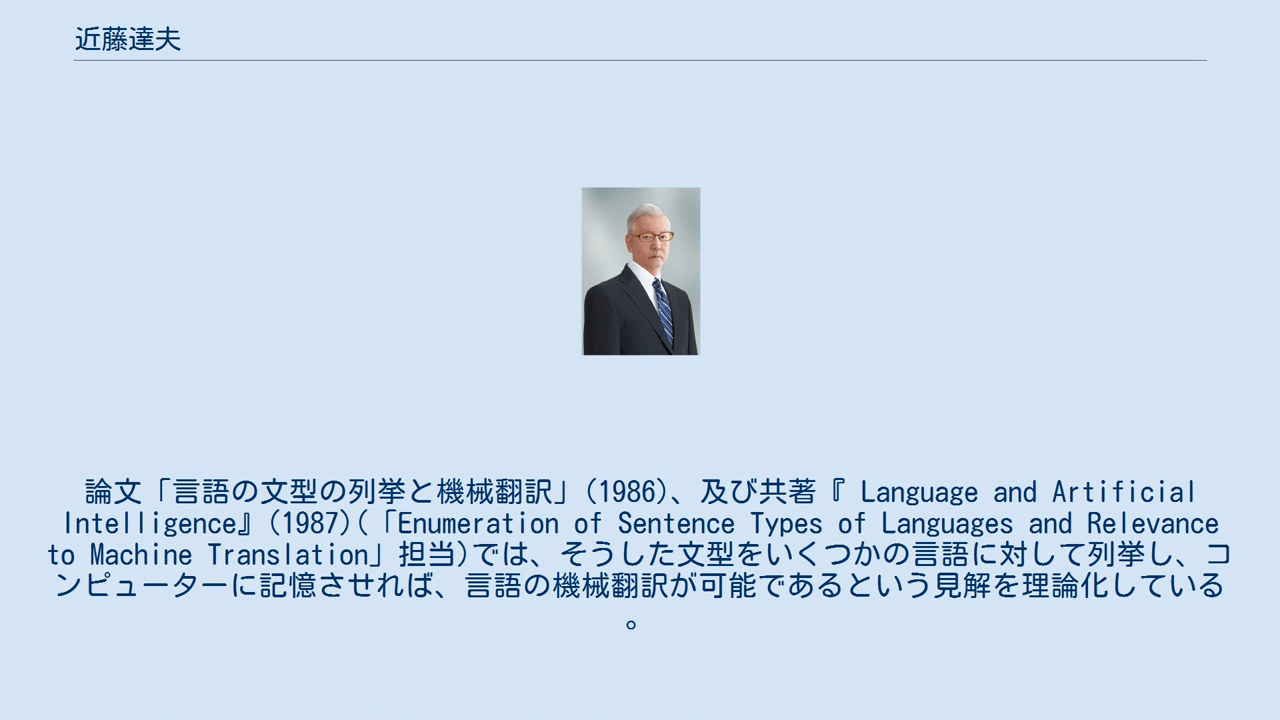 近藤達夫
論文「言語の文型の列挙と機械翻訳」(1986)、及び共著『 Language and Artificial
Intelligence』(1987)(「Enumeration of Sentence Types of Languages and Relevance
to Machine Translation」担当)では、そうした文型をいくつかの言語に対して列挙し、コ
ンピューターに記憶させれば、言語の機械翻訳が可能であるという見解を理論化している
。